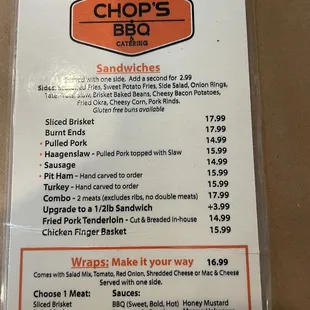 CHOP'S
BBQ
&
CATERING
Sandwiches
Served with one side. Add a second for 2.99
Sides: Seasoned Fries, Sweet Potato Fries, Side Salad, Onion Rings,
Tater Tots, Slaw, Brisket Baked Beans, Cheesy Bacon Potatoes,
Fried Okra, Cheesy Corn, Pork Rinds.
Gluten free buns available
Sliced Brisket 17.99
Burnt Ends 17.99
• Pulled Pork 14.99
• Haagenslaw - Pulled Pork topped with Slaw 15.99
• Sausage 14.99
• Pit Ham - Hand carved to order 15.99
Turkey - Hand carved to order 15.99
Combo - 2 meats (excludes ribs, no double meats) 17.99
Upgrade to a 1/2lb Sandwich +3.99
Fried Pork Tenderloin - Cut & Breaded in-house 14.99
Chicken Finger Basket 15.99
Wraps: Make it your way 16.99
Comes with Salad Mix, Tomato, Red Onion, Shredded Cheese or Mac & Cheese
Served with one side.
Choose 1 Meat: Sauces:
Sliced Brisket BBQ (Sweet, Bold, Hot) Honey Mustard